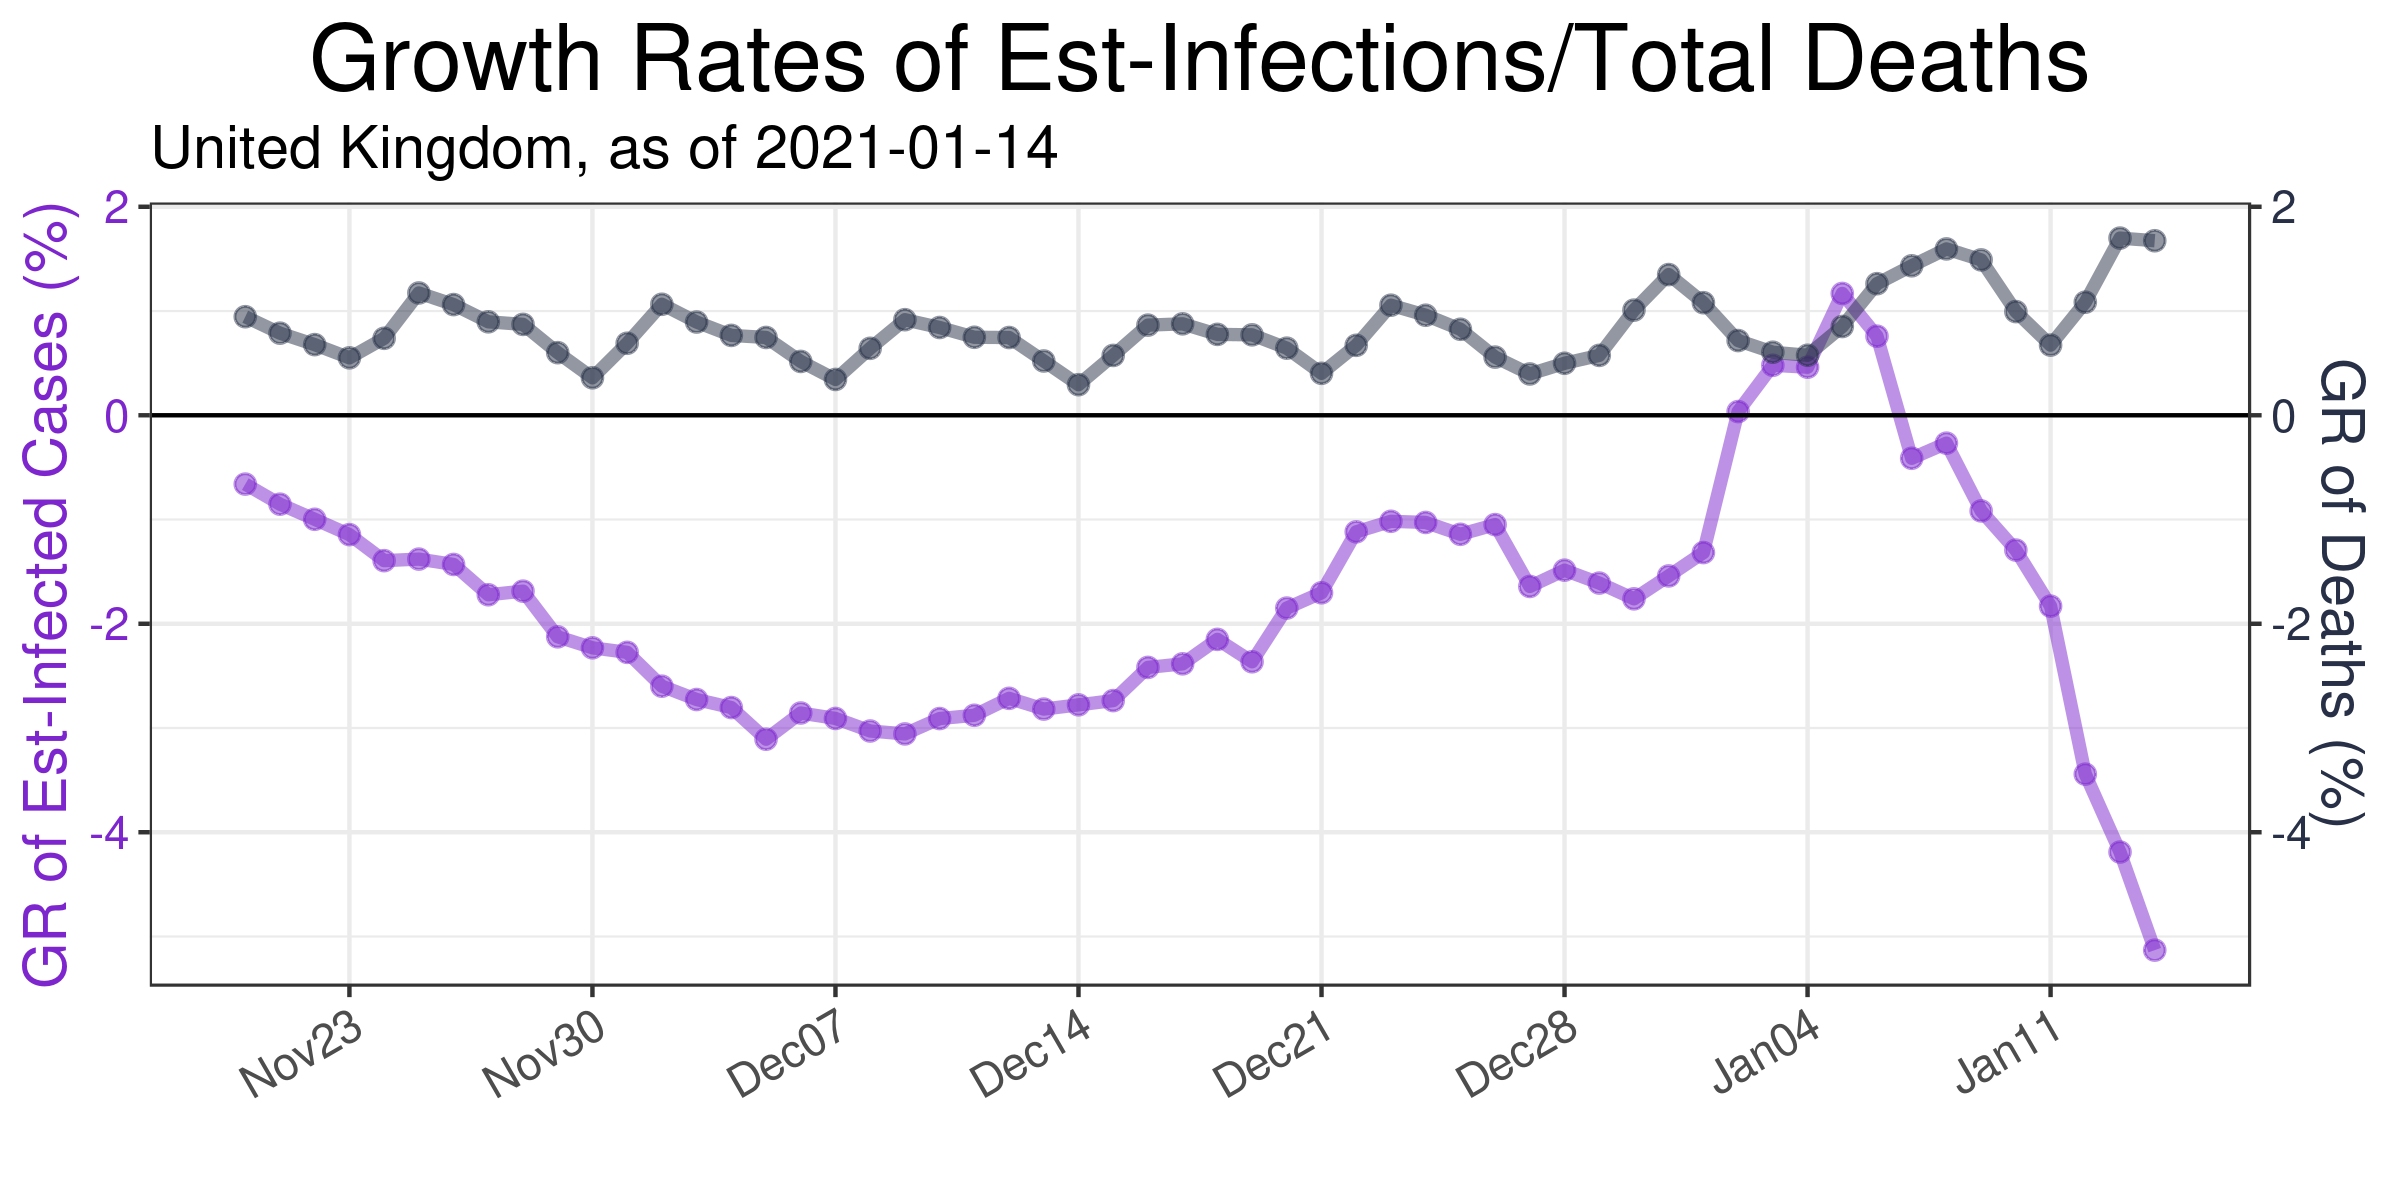 Growth Rates of Est-Infections/Total Deaths
United Kingdom, as of 2021-01-14
GR of Est-Infected Cases (%)
2
0
-2
-4
2
0
-2
-4
GR of Deaths (%)
Nov23
Nov30
Dec07
Dec14
Dec21
Dec28
Jan04
Jan11